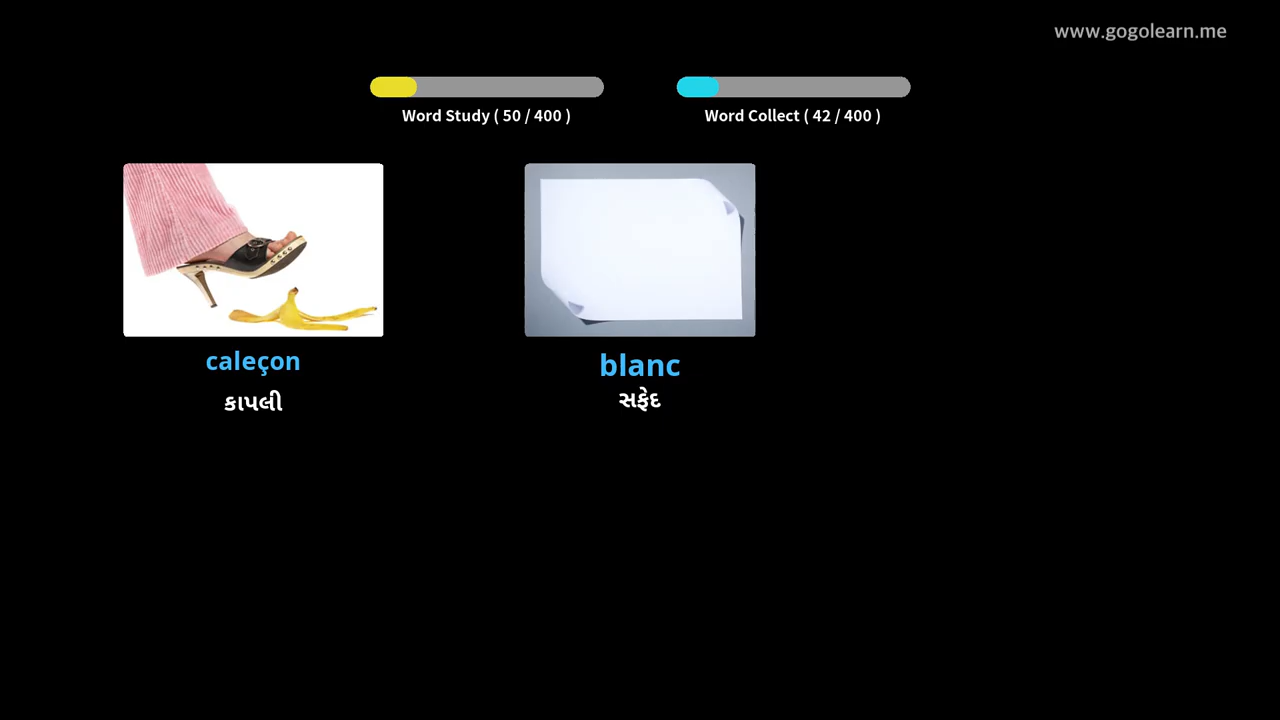 www.gogolearn.me
Word Study ( 50 / 400 )
Word Collect ( 42 / 400 )
caleçon
કાપલી
blanc
સફેદ